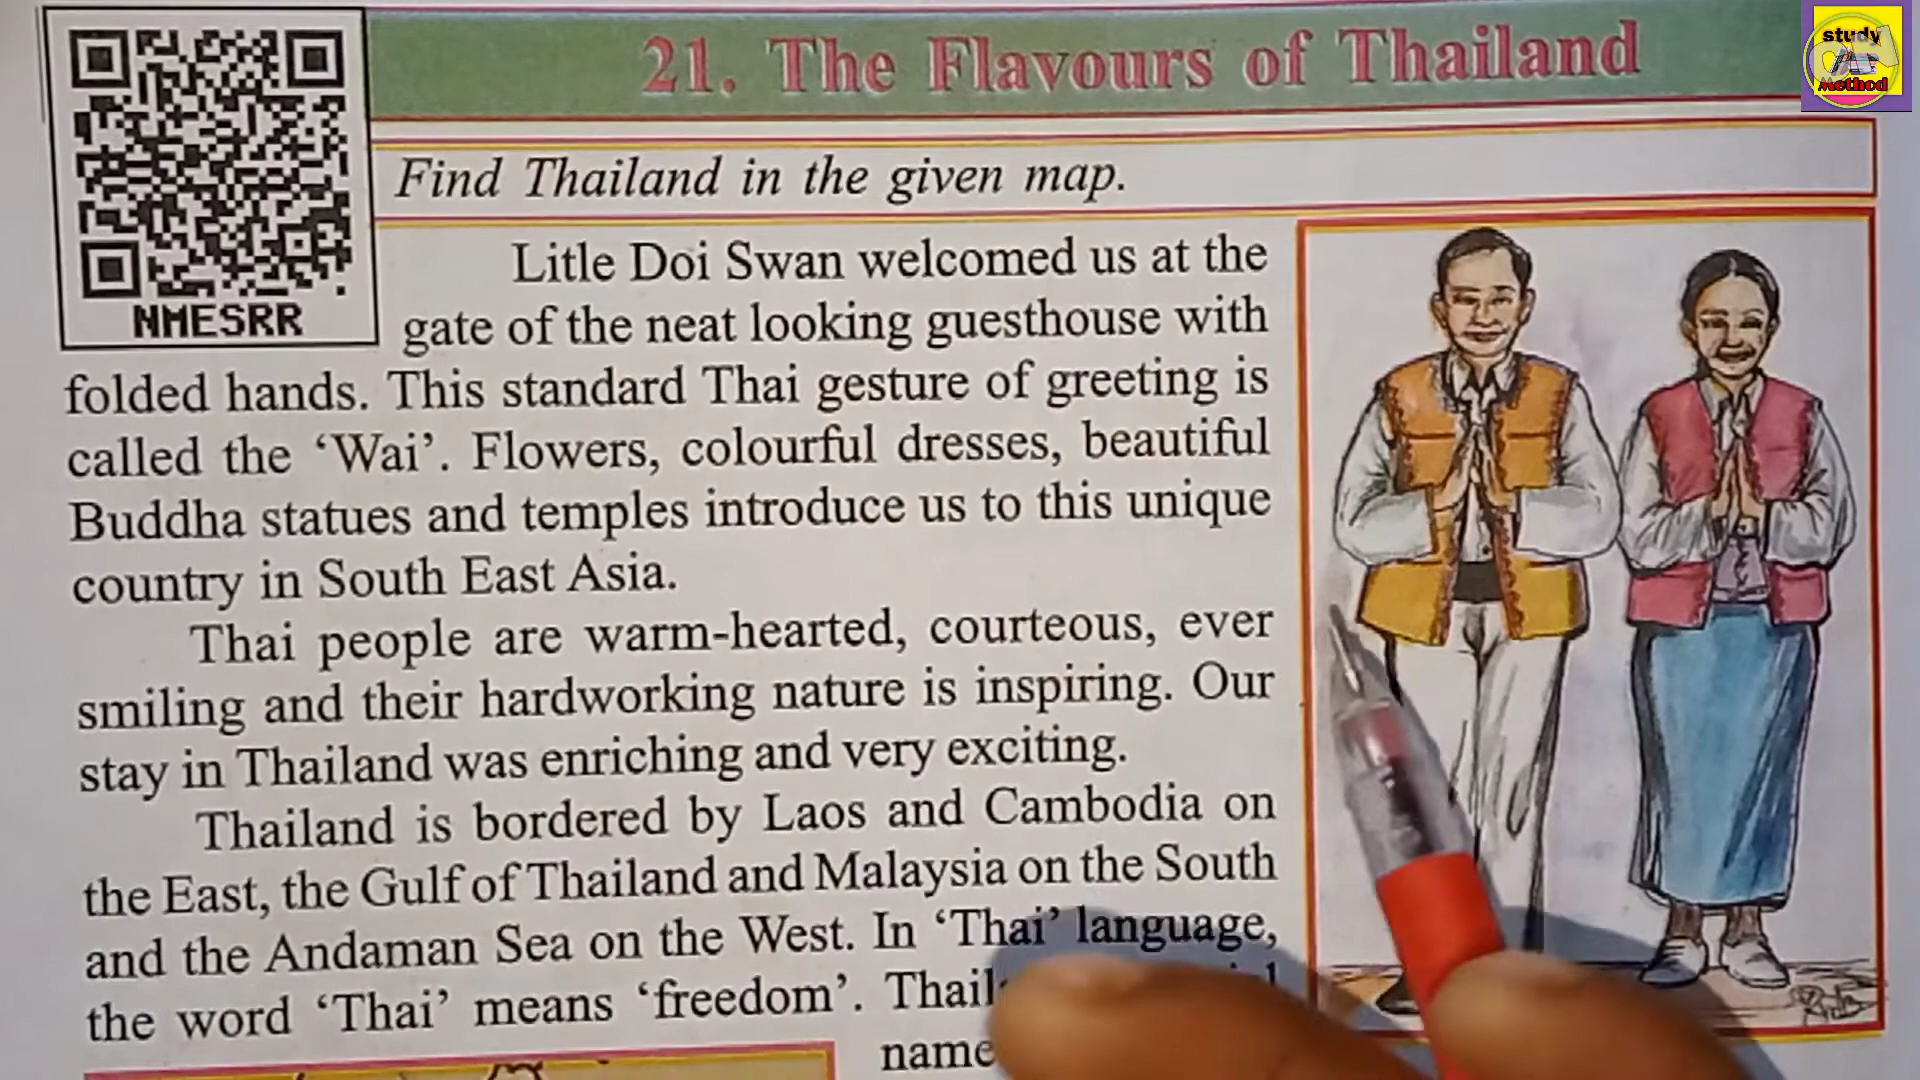 21. The Flavours of Thailand
study
Method
Find Thailand in the given map.
NMESRR
Litle Doi Swan welcomed us at the
gate of the neat looking guesthouse with
folded hands. This standard Thai gesture of greeting is
called the ‘Wai’. Flowers, colourful dresses, beautiful
Buddha statues and temples introduce us to this unique
country in South East Asia.
Thai people are warm-hearted, courteous, ever
smiling and their hardworking nature is inspiring. Our
stay in Thailand was enriching and very exciting.
Thailand is bordered by Laos and Cambodia on
the East, the Gulf of Thailand and Malaysia on the South
and the Andaman Sea on the West. In ‘Thai’ language,
the word ‘Thai’ means ‘freedom’.
name